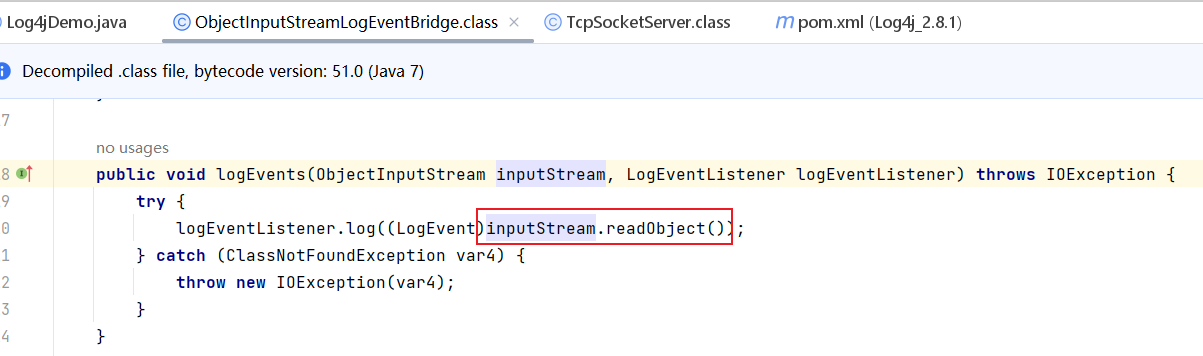 Log4jDemo.java ObjectInputStreamLogEventBridge.class TcpSocketServer.class pom.xml (Log4j_2.8.1)
Decompiled .class file, bytecode version: 51.0 (Java 7)
}
7
no usages
8 public void logEvents(ObjectInputStream inputStream, LogEventListener logEventListener) throws IOException {
9 try {
0 logEventListener.log((LogEvent)inputStream.readObject());
1 } catch (ClassNotFoundException var4) {
2 throw new IOException(var4);
3 }
4 }